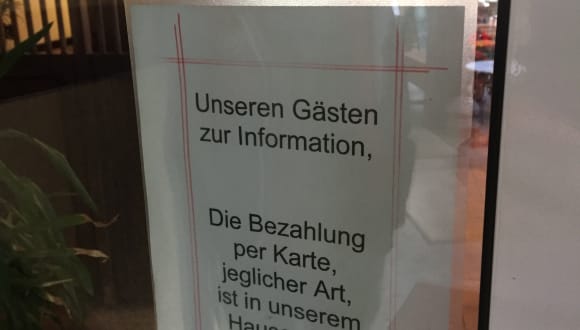 Unseren Gästen
zur Information,
Die Bezahlung
per Karte,
jeglicher Art,
ist in unserem